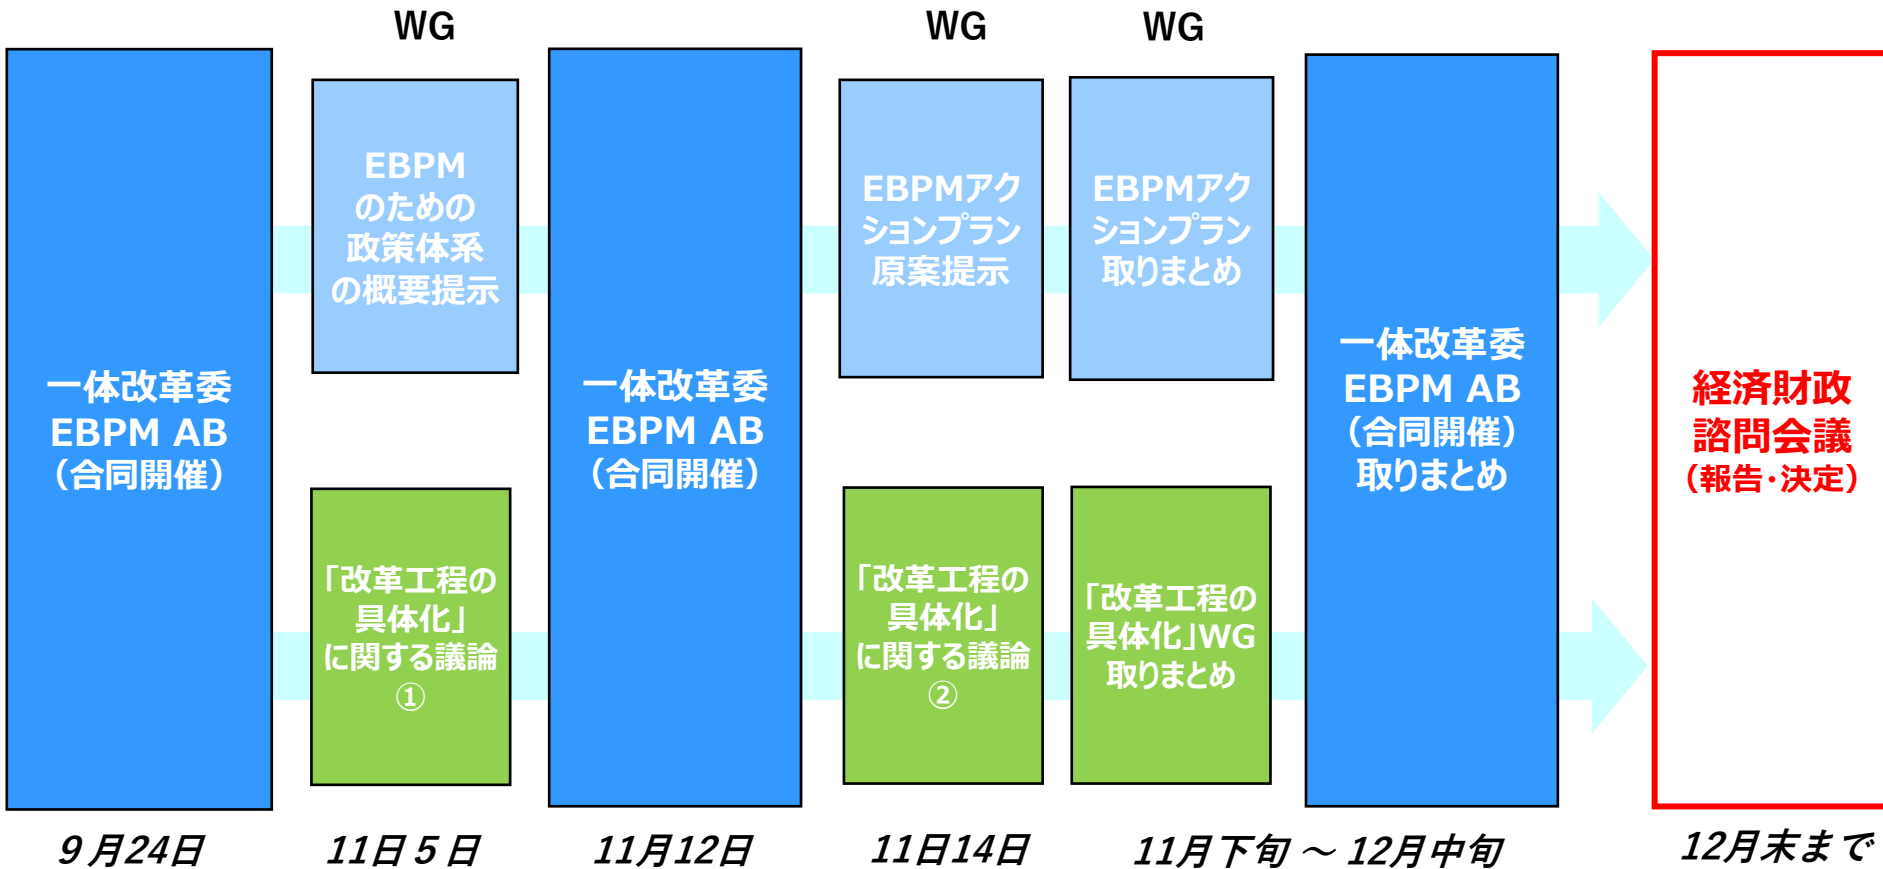 WG
WG
WG
一体改革委
EBPM AB
（合同開催）
EBPM
のための
政策体系
の概要提示
「改革工程の
具体化」
に関する議論
①
一体改革委
EBPM AB
（合同開催）
EBPMアク
ションプラン
原案提示
「改革工程の
具体化」
に関する議論
②
EBPMアク
ションプラン
取りまとめ
「改革工程の
具体化」WG
取りまとめ
一体改革委
EBPM AB
（合同開催）
取りまとめ
経済財政
諮問会議
（報告・決定）
９月24日
11日５日
11月12日
11日14日
11月下旬 ～ 12月中旬
12月末まで